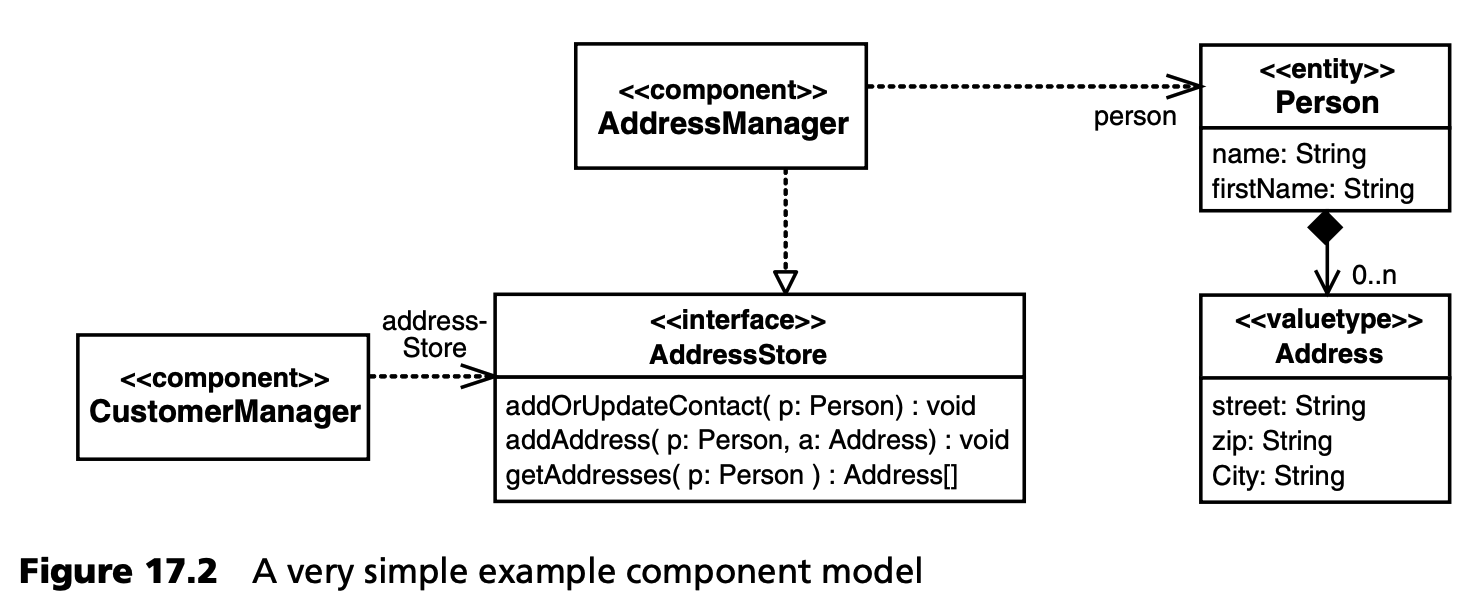 <<component>>
AddressManager
person
<<entity>>
Person
name: String
firstName: String
0..n
<<valuetype>>
Address
street: String
zip: String
City: String
<<component>>
CustomerManager
address-
Store
<<interface>>
AddressStore
addOrUpdateContact( p: Person) : void
addAddress( p: Person, a: Address) : void
getAddresses( p: Person ) : Address[]
Figure 17.2 A very simple example component model